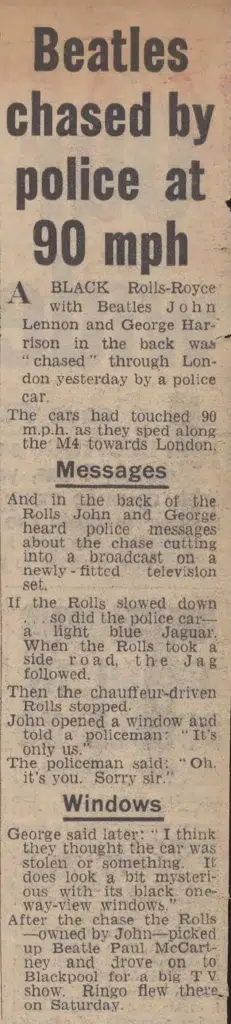 Beatles
chased by
police at
90 mph
A BLACK Rolls-Royce
with Beatles John
Lennon and George Har-
rison in the back was
"chased" through Lon-
don yesterday by a police
car.
The cars had touched 90
m.p.h. as they sped along
the M4 towards London.
Messages
And in the back of the
Rolls John and George
heard police messages
about the chase cutting
into a broadcast on a
newly-fitted television
set.
If the Rolls slowed down
. . . so did the police car—
a light blue Jaguar.
When the Rolls took a
side road, the Jag
followed.
Then the chauffeur-driven
Rolls stopped.
John opened a window and
told a policeman: "It's
only us."
The policeman said: "Oh,
it's you. Sorry sir."
Windows
George said later: "I think
they thought the car was
stolen or something. It
does look a bit mysteri-
ous with its black one-
way-view windows."
After the chase the Rolls
—owned by John—picked
up Beatle Paul McCart-
ney and drove on to
Blackpool for a big TV
show. Ringo flew there
on Saturday.